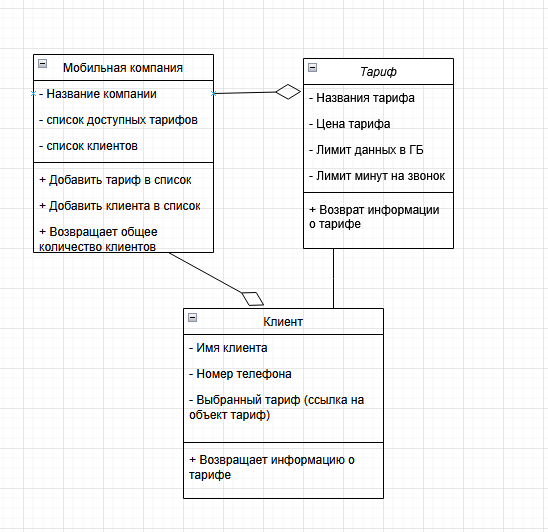 Мобильная компания
- Название компании
- список доступных тарифов
- список клиентов
+ Добавить тариф в список
+ Добавить клиента в список
+ Возвращает общее
количество клиентов
Тариф
- Названия тарифа
- Цена тарифа
- Лимит данных в ГБ
- Лимит минут на звонок
+ Возврат информации
о тарифе
Клиент
- Имя клиента
- Номер телефона
- Выбранный тариф (ссылка на
объект тариф)
+ Возвращает информацию о
тарифе